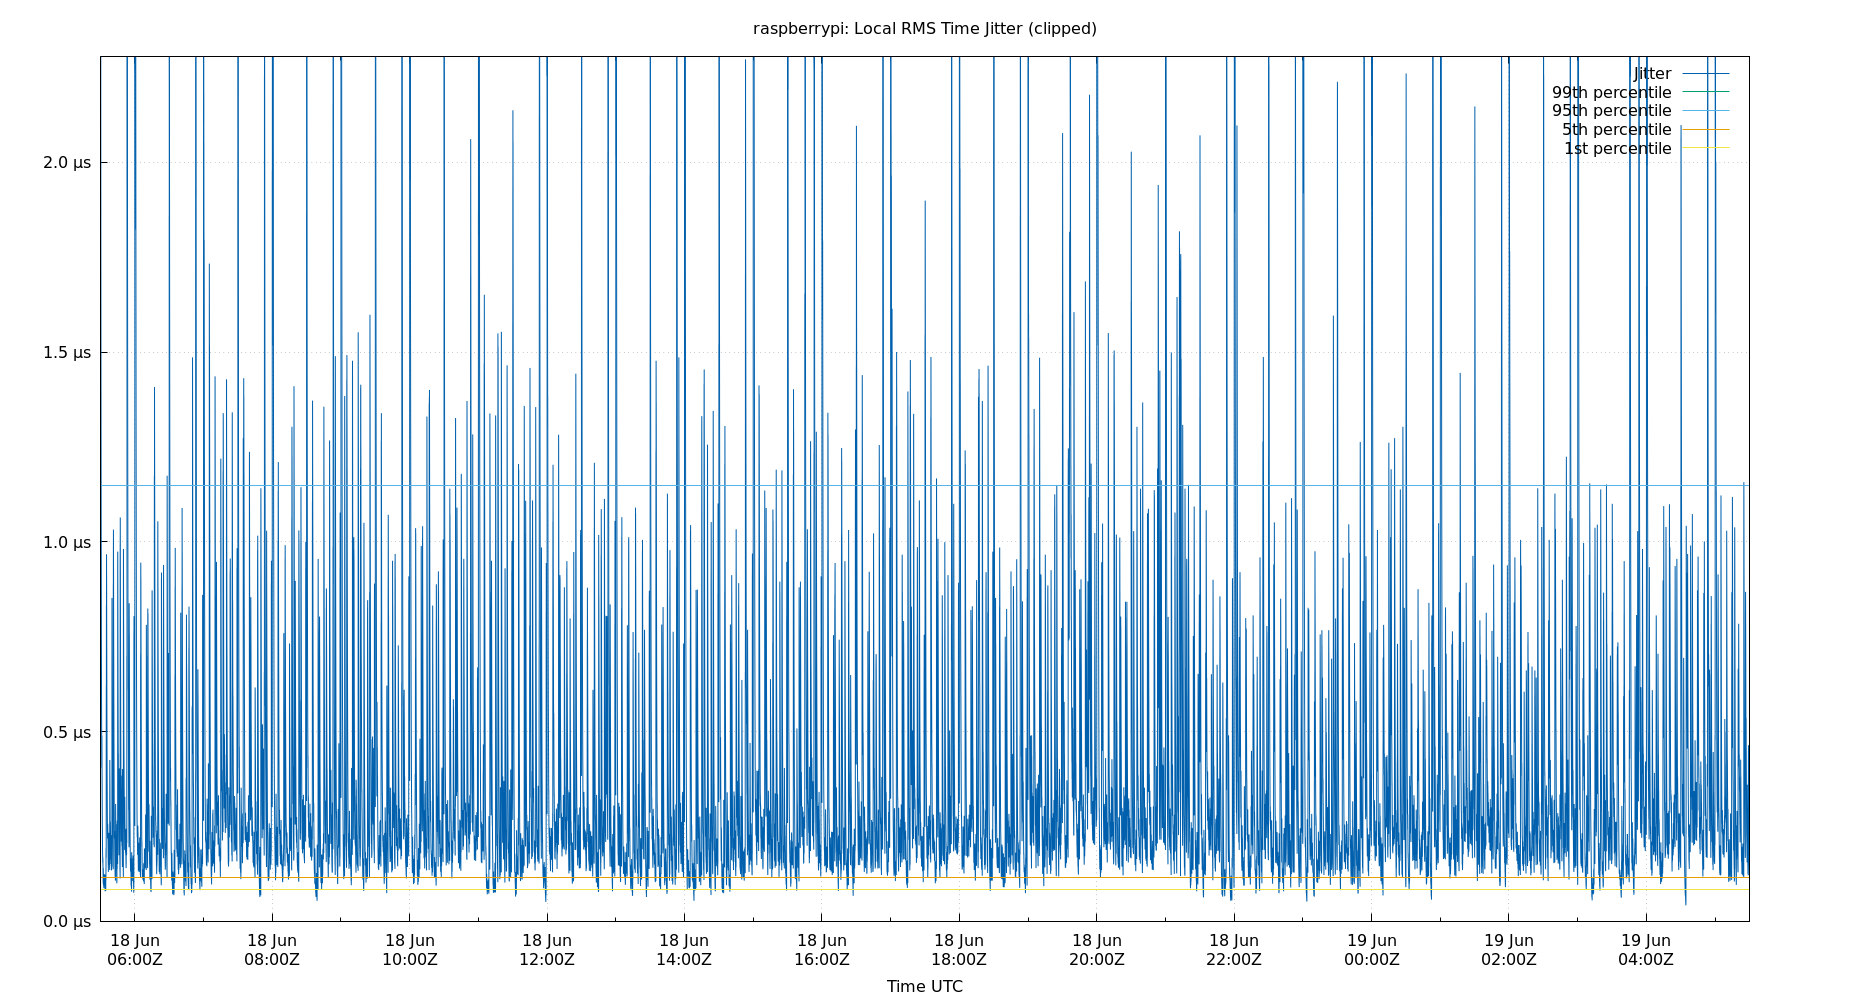 raspberrypi: Local RMS Time Jitter (clipped)
Jitter
99th percentile
95th percentile
5th percentile
1st percentile
2.0 µs
1.5 µs
1.0 µs
0.5 µs
0.0 µs
18 Jun 18 Jun 18 Jun 18 Jun 18 Jun 18 Jun 18 Jun 18 Jun 18 Jun 19 Jun 19 Jun 19 Jun
06:00Z 08:00Z 10:00Z 12:00Z 14:00Z 16:00Z 18:00Z 20:00Z 22:00Z 00:00Z 02:00Z 04:00Z
Time UTC